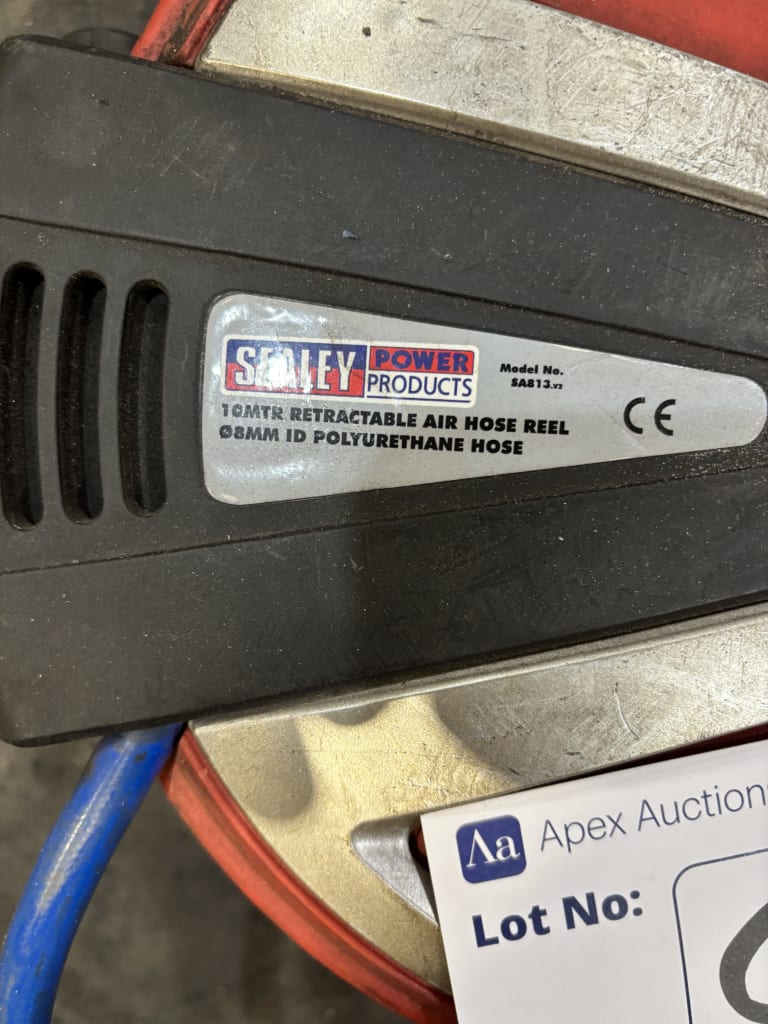 SEALEY POWER PRODUCTS
Model No.
SA813.V2
10MTR RETRACTABLE AIR HOSE REEL
Ø8MM ID POLYURETHANE HOSE
CE
Aa Apex Auction
Lot No: